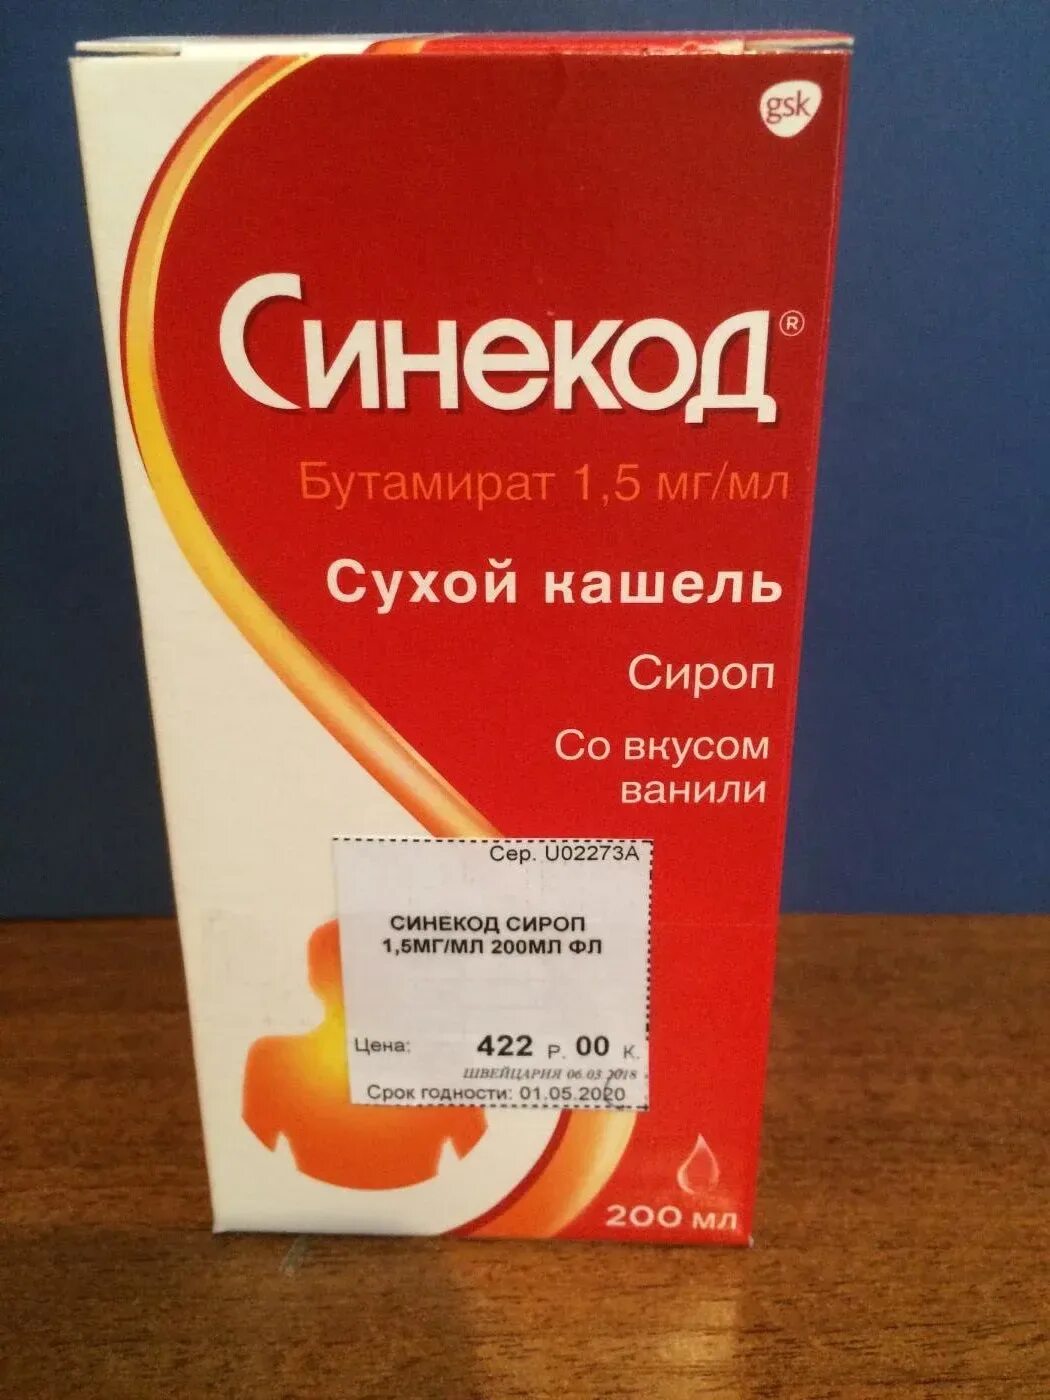 gsk
Синекод®
Бутамират 1,5 мг/мл
Сухой кашель
Сироп
Со вкусом
ванили
Сер. U02273A
СИНЕКОД СИРОП
1,5МГ/МЛ 200МЛ ФЛ
Цена: 422 Р. 00 К.
ШВЕЙЦАРИЯ 06.03.2018
Срок годности: 01.05.2020
200 мл